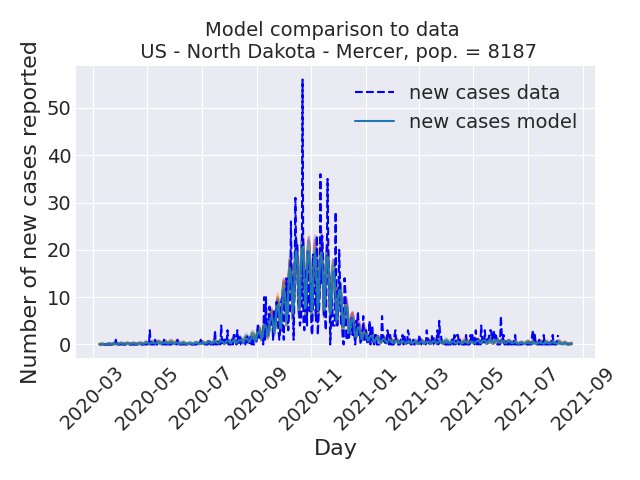 Model comparison to data
US - North Dakota - Mercer, pop. = 8187
Number of new cases reported
50
40
30
20
10
0
new cases data
new cases model
2020-03
2020-05
2020-07
2020-09
2020-11
2021-01
2021-03
2021-05
2021-07
2021-09
Day